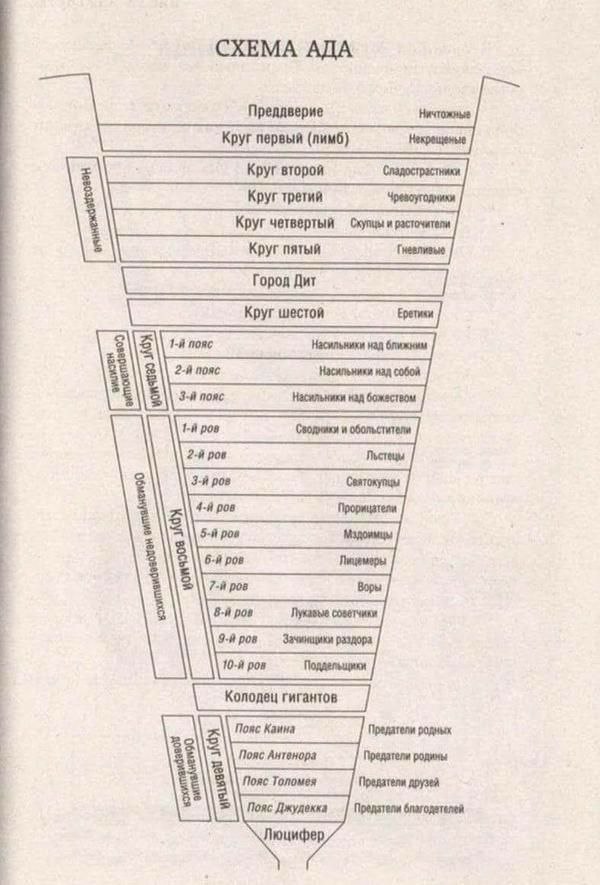 СХЕМА АДА
Преддверие Ничтожные
Круг первый (лимб) Некрещеные
Невоздержанные
Круг второй Сладострастники
Круг третий Чревоугодники
Круг четвертый Скупцы и расточители
Круг пятый Гневливые
Город Дит
Круг шестой Еретики
Совершающие
насилие
Круг седьмой
1-й пояс Насильники над ближним
2-й пояс Насильники над собой
3-й пояс Насильники над божеством
Обманувшие недоверившихся
Круг восьмой
1-й ров Сводники и обольстители
2-й ров Льстецы
3-й ров Святокупцы
4-й ров Прорицатели
5-й ров Мздоимцы
6-й ров Лицемеры
7-й ров Воры
8-й ров Лукавые советчики
9-й ров Зачинщики раздора
10-й ров Поддельщики
Колодец гигантов
Обманувшие
доверившихся
Круг девятый
Пояс Каина Предатели родных
Пояс Антенора Предатели родины
Пояс Толомея Предатели друзей
Пояс Джудекка Предатели благодетелей
Люцифер